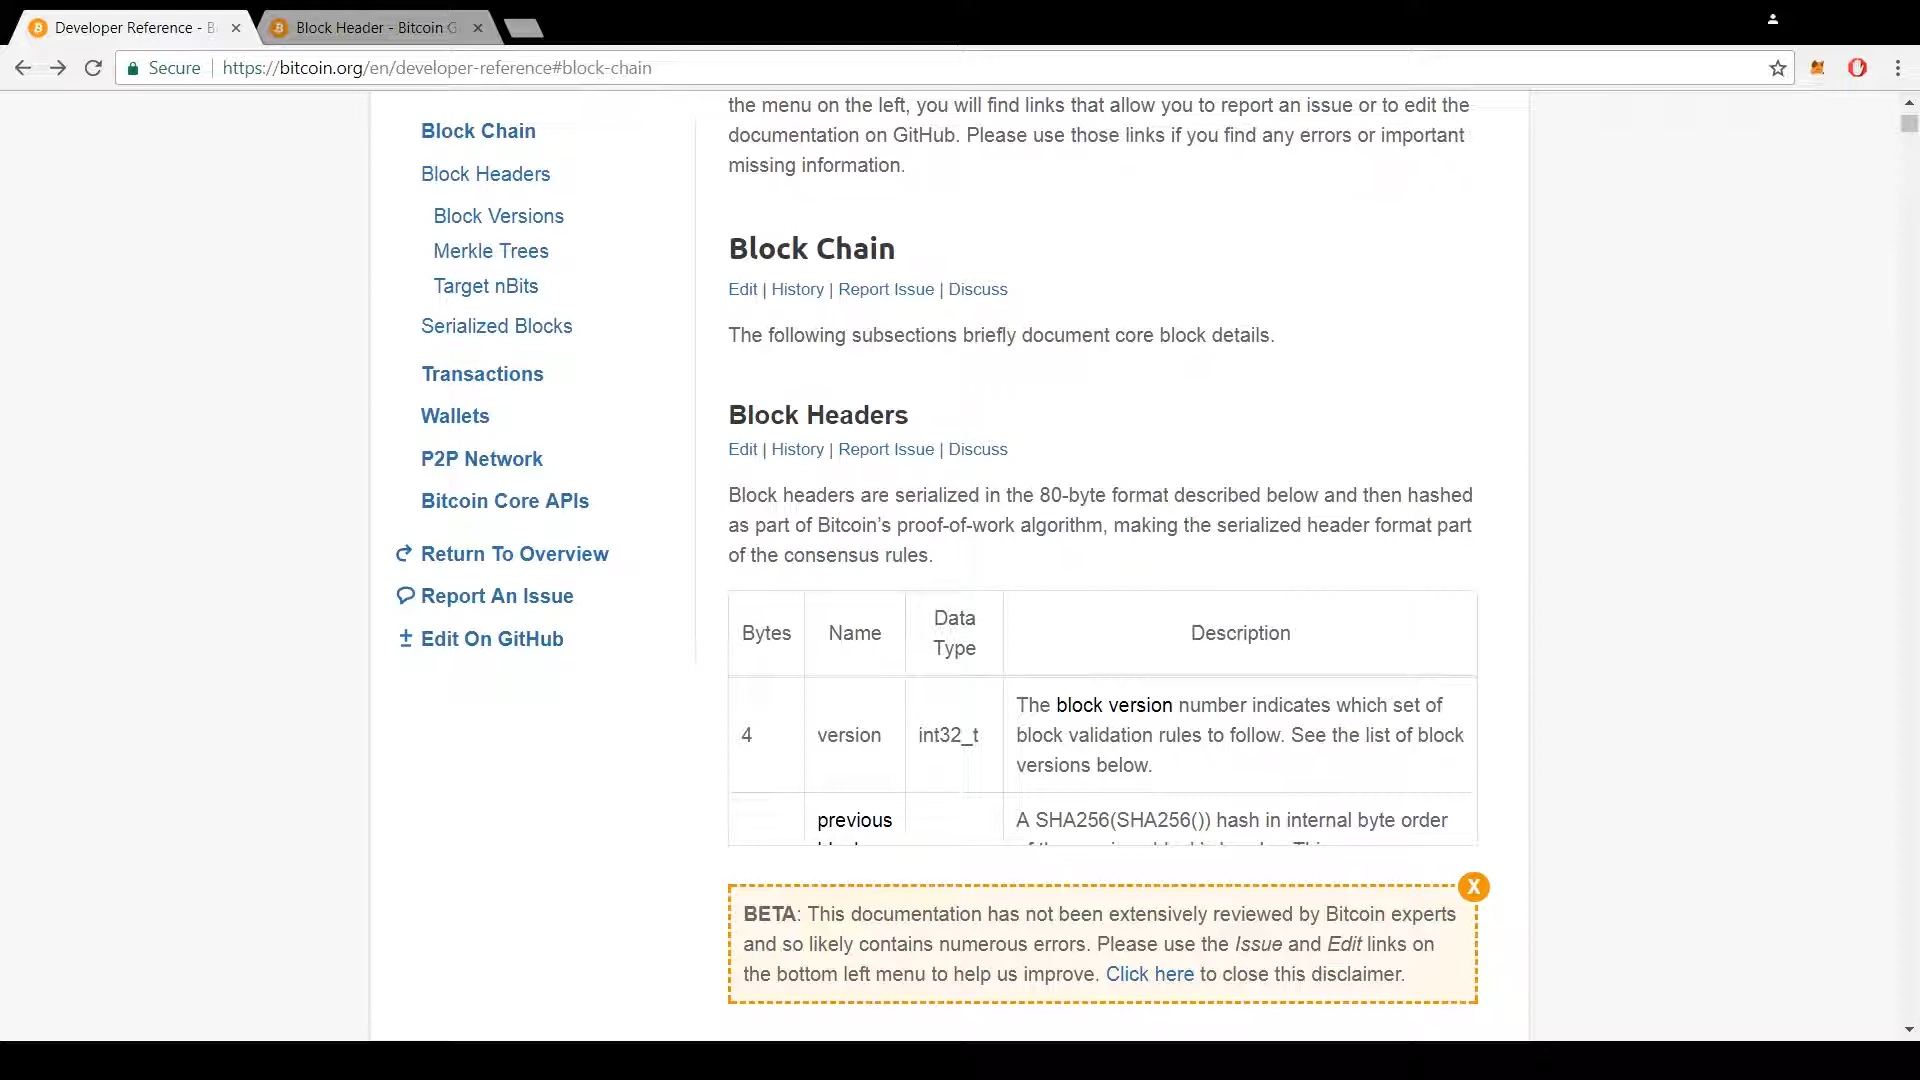 Developer Reference - B
Block Header - Bitcoin G
Secure
https://bitcoin.org/en/developer-reference#block-chain
Block Chain
Block Headers
Block Versions
Merkle Trees
Target nBits
Serialized Blocks
Transactions
Wallets
P2P Network
Bitcoin Core APIs
Return To Overview
Report An Issue
Edit On GitHub
the menu on the left, you will find links that allow you to report an issue or to edit the
documentation on GitHub. Please use those links if you find any errors or important
missing information.
Block Chain
Edit | History | Report Issue | Discuss
The following subsections briefly document core block details.
Block Headers
Edit | History | Report Issue | Discuss
Block headers are serialized in the 80-byte format described below and then hashed
as part of Bitcoin’s proof-of-work algorithm, making the serialized header format part
of the consensus rules.
Bytes
Name
Data
Type
Description
4
version
int32_t
The block version number indicates which set of
block validation rules to follow. See the list of block
versions below.
previous
A SHA256(SHA256()) hash in internal byte order
X
BETA: This documentation has not been extensively reviewed by Bitcoin experts
and so likely contains numerous errors. Please use the Issue and Edit links on
the bottom left menu to help us improve. Click here to close this disclaimer.